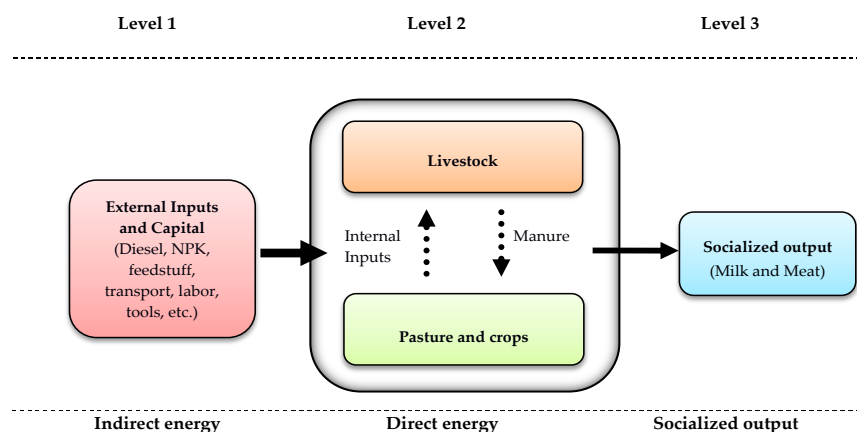 Level 1
Level 2
Level 3
External Inputs
and Capital
(Diesel, NPK,
feedstuff,
transport, labor,
tools, etc.)
Livestock
Internal
Inputs
Manure
Pasture and crops
Socialized output
(Milk and Meat)
Indirect energy
Direct energy
Socialized output